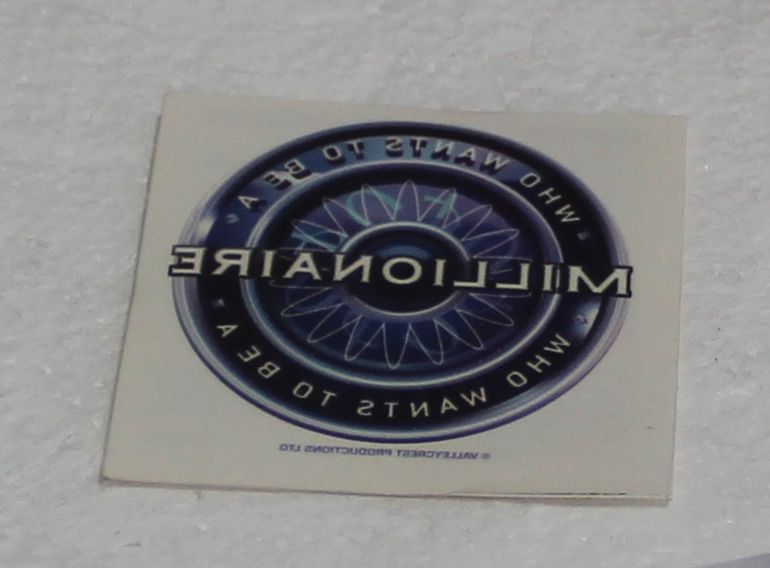 WHO WANTS TO BE A
MILLIONAIRE
WHO WANTS TO BE A
© VALLEYCREST PRODUCTIONS LTD.